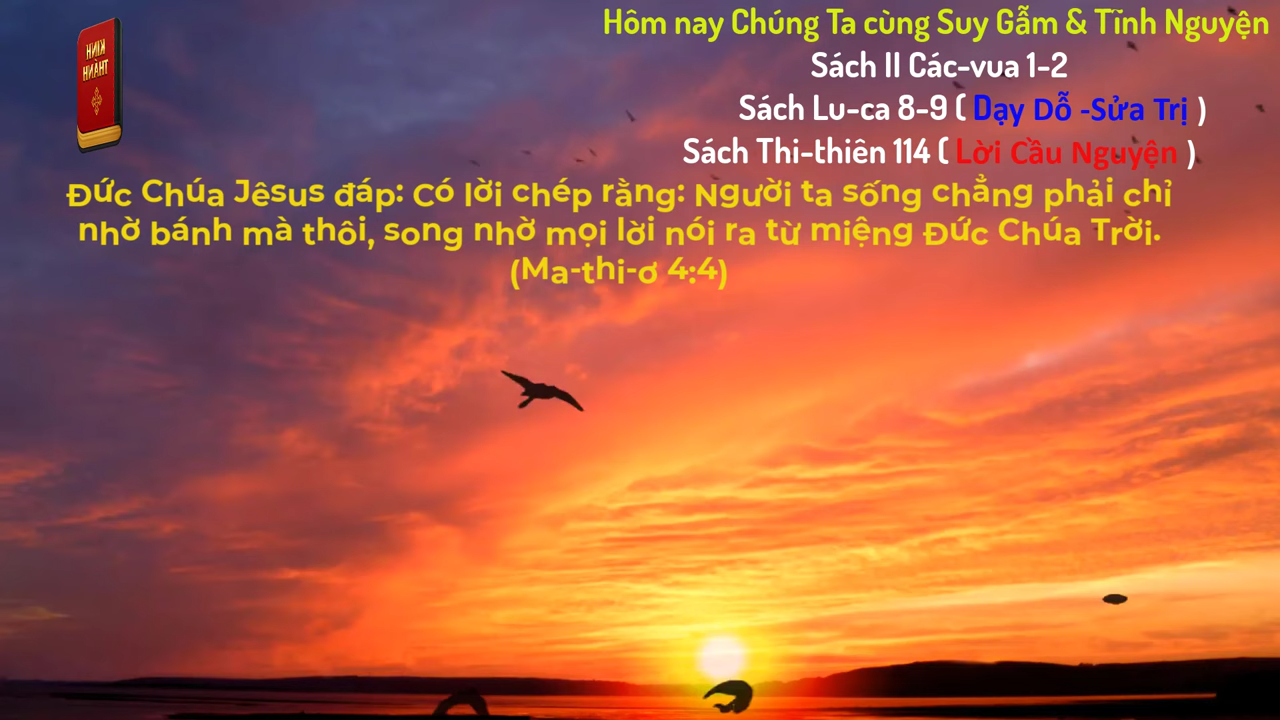 Hôm nay Chúng Ta cùng Suy Gẫm & Tĩnh Nguyện
Sách II Các-vua 1-2
Sách Lu-ca 8-9 ( Dạy Dỗ -Sửa Trị )
Sách Thi-thiên 114 ( Lời Cầu Nguyện )
KINH
THÁNH
Đức Chúa Jêsus đáp: Có lời chép rằng: Người ta sống chẳng phải chỉ
nhờ bánh mà thôi, song nhờ mọi lời nói ra từ miệng Đức Chúa Trời.
(Ma-thi-ơ 4:4)